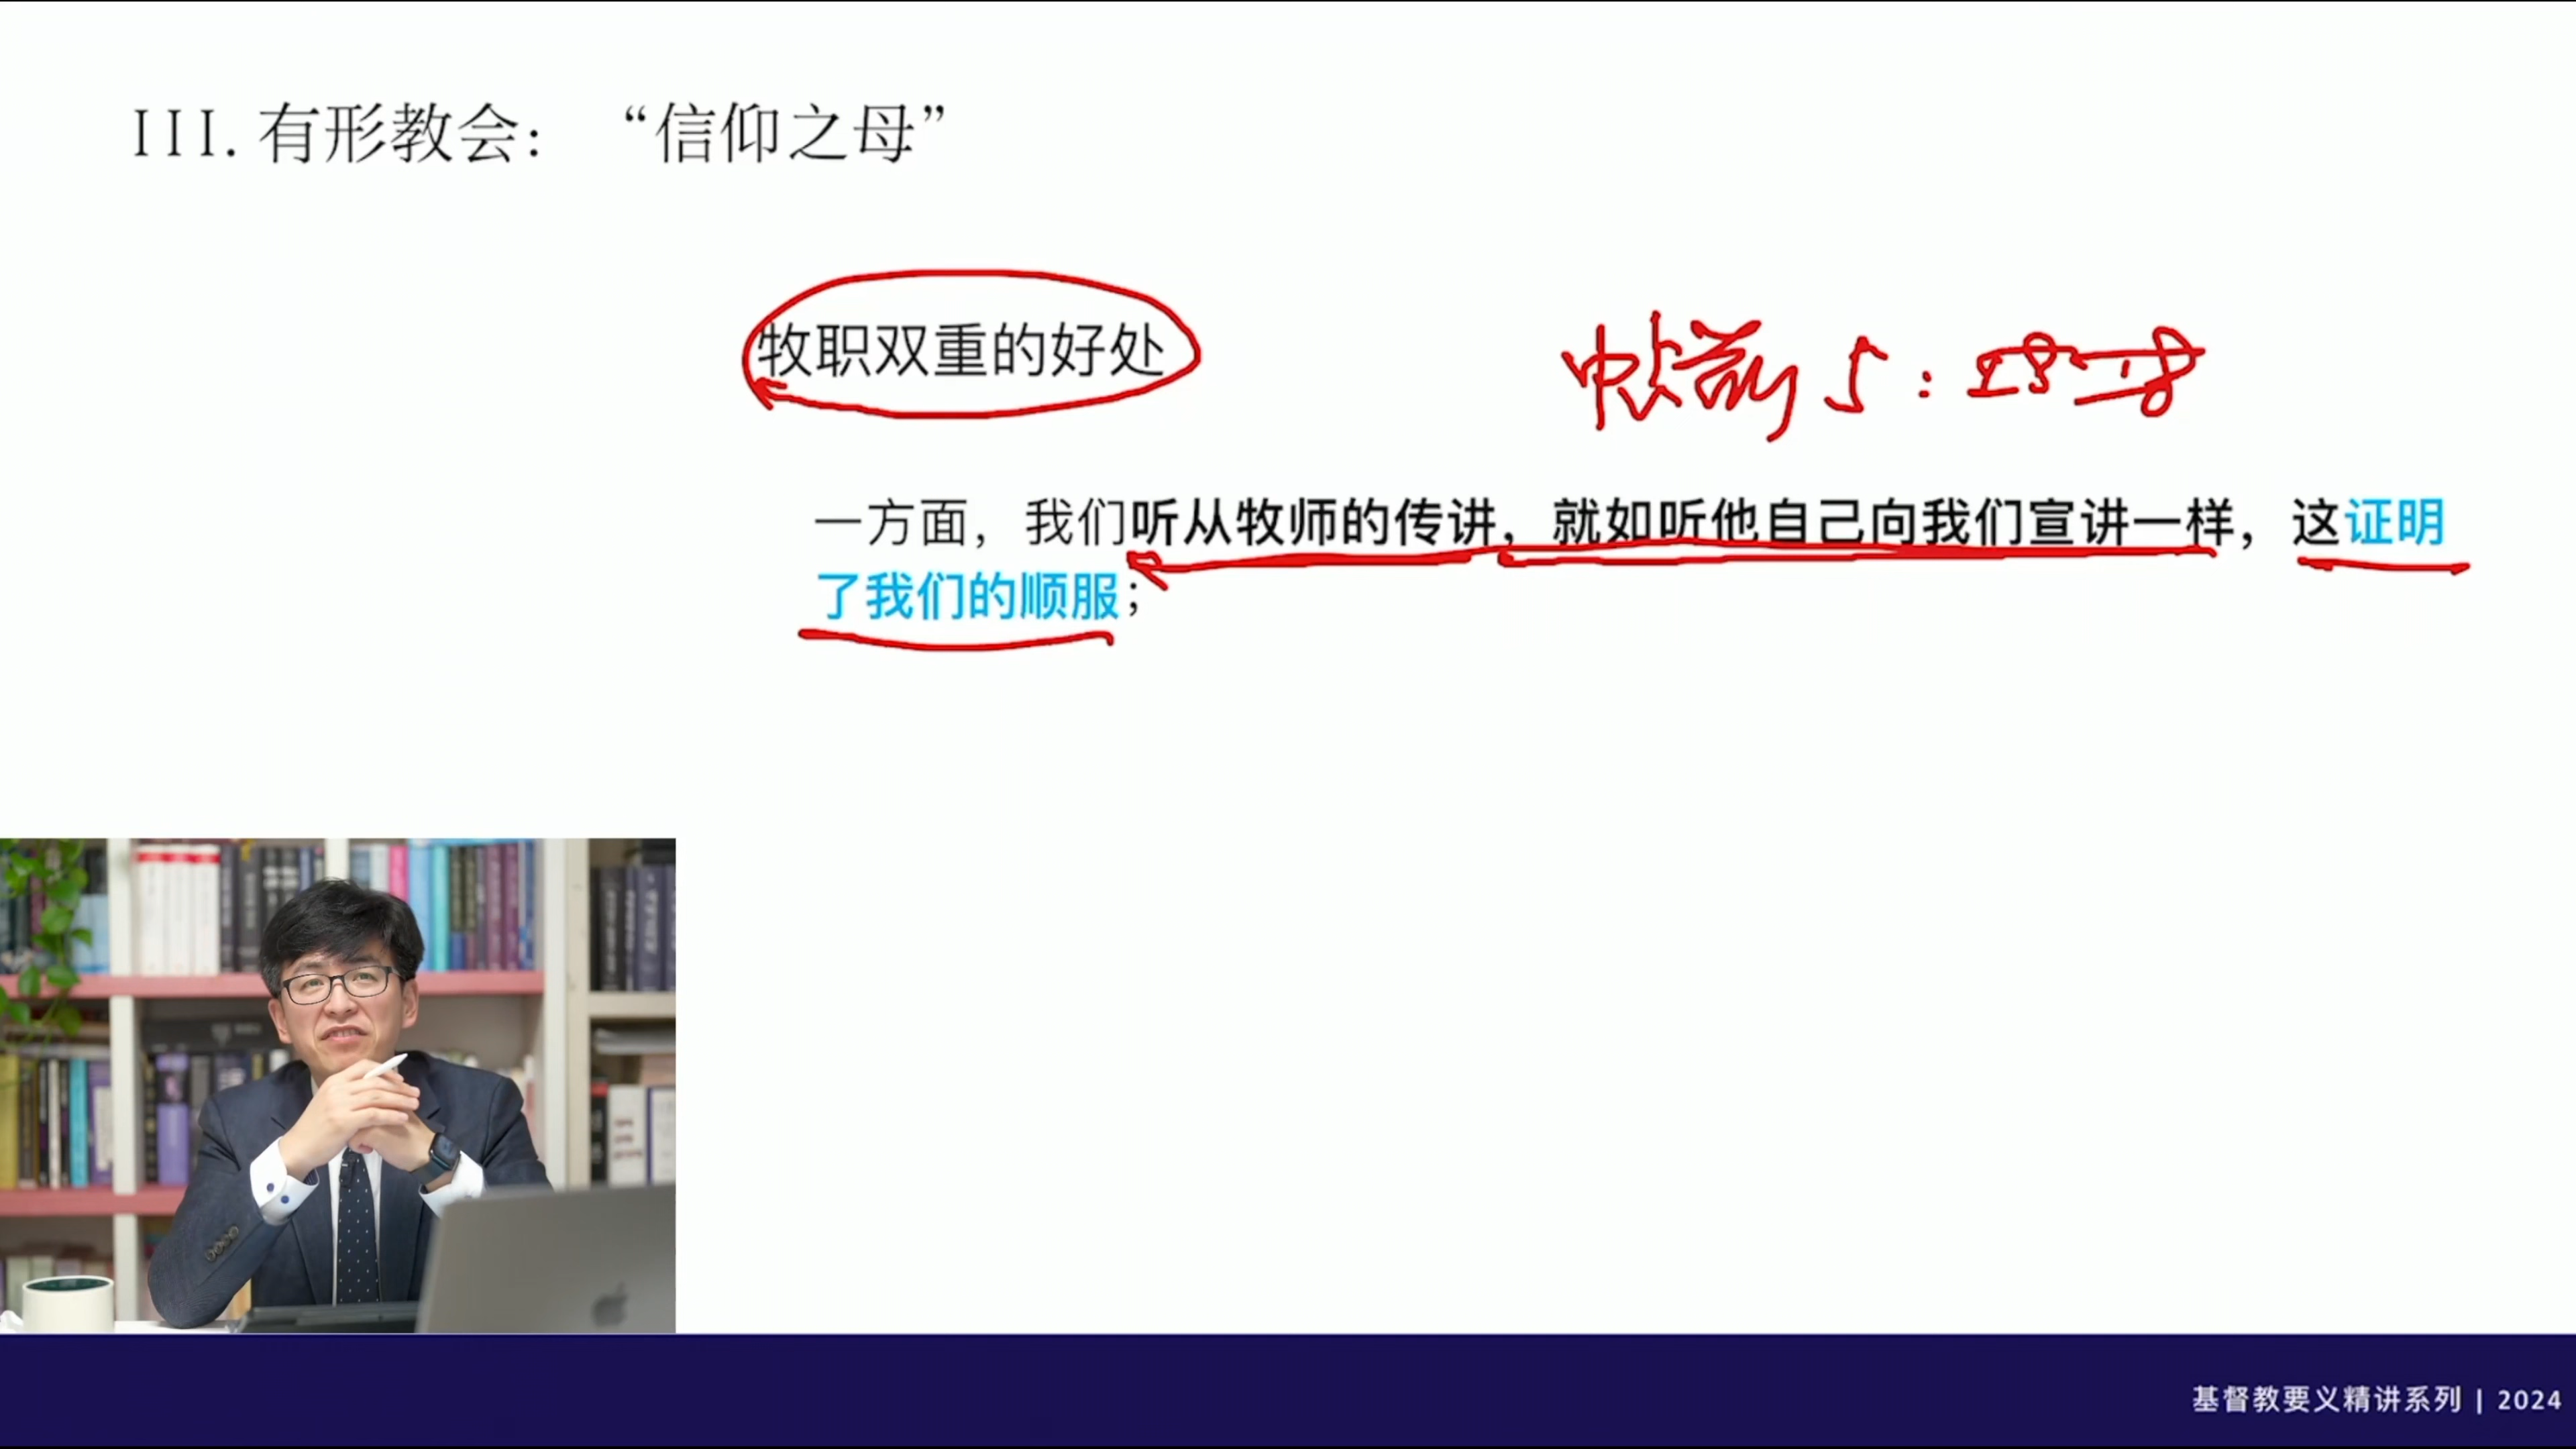 III. 有形教会：“信仰之母”
牧职双重的好处
帖前 5 :
一方面，我们听从牧师的传讲，就如听他自己向我们宣讲一样，这证明
了我们的顺服；
基督教要义精讲系列 | 2024